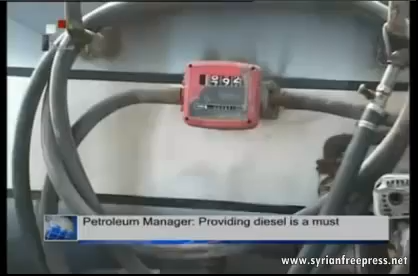 Petroleum Manager: Providing diesel is a must
www.syrianfreepress.net